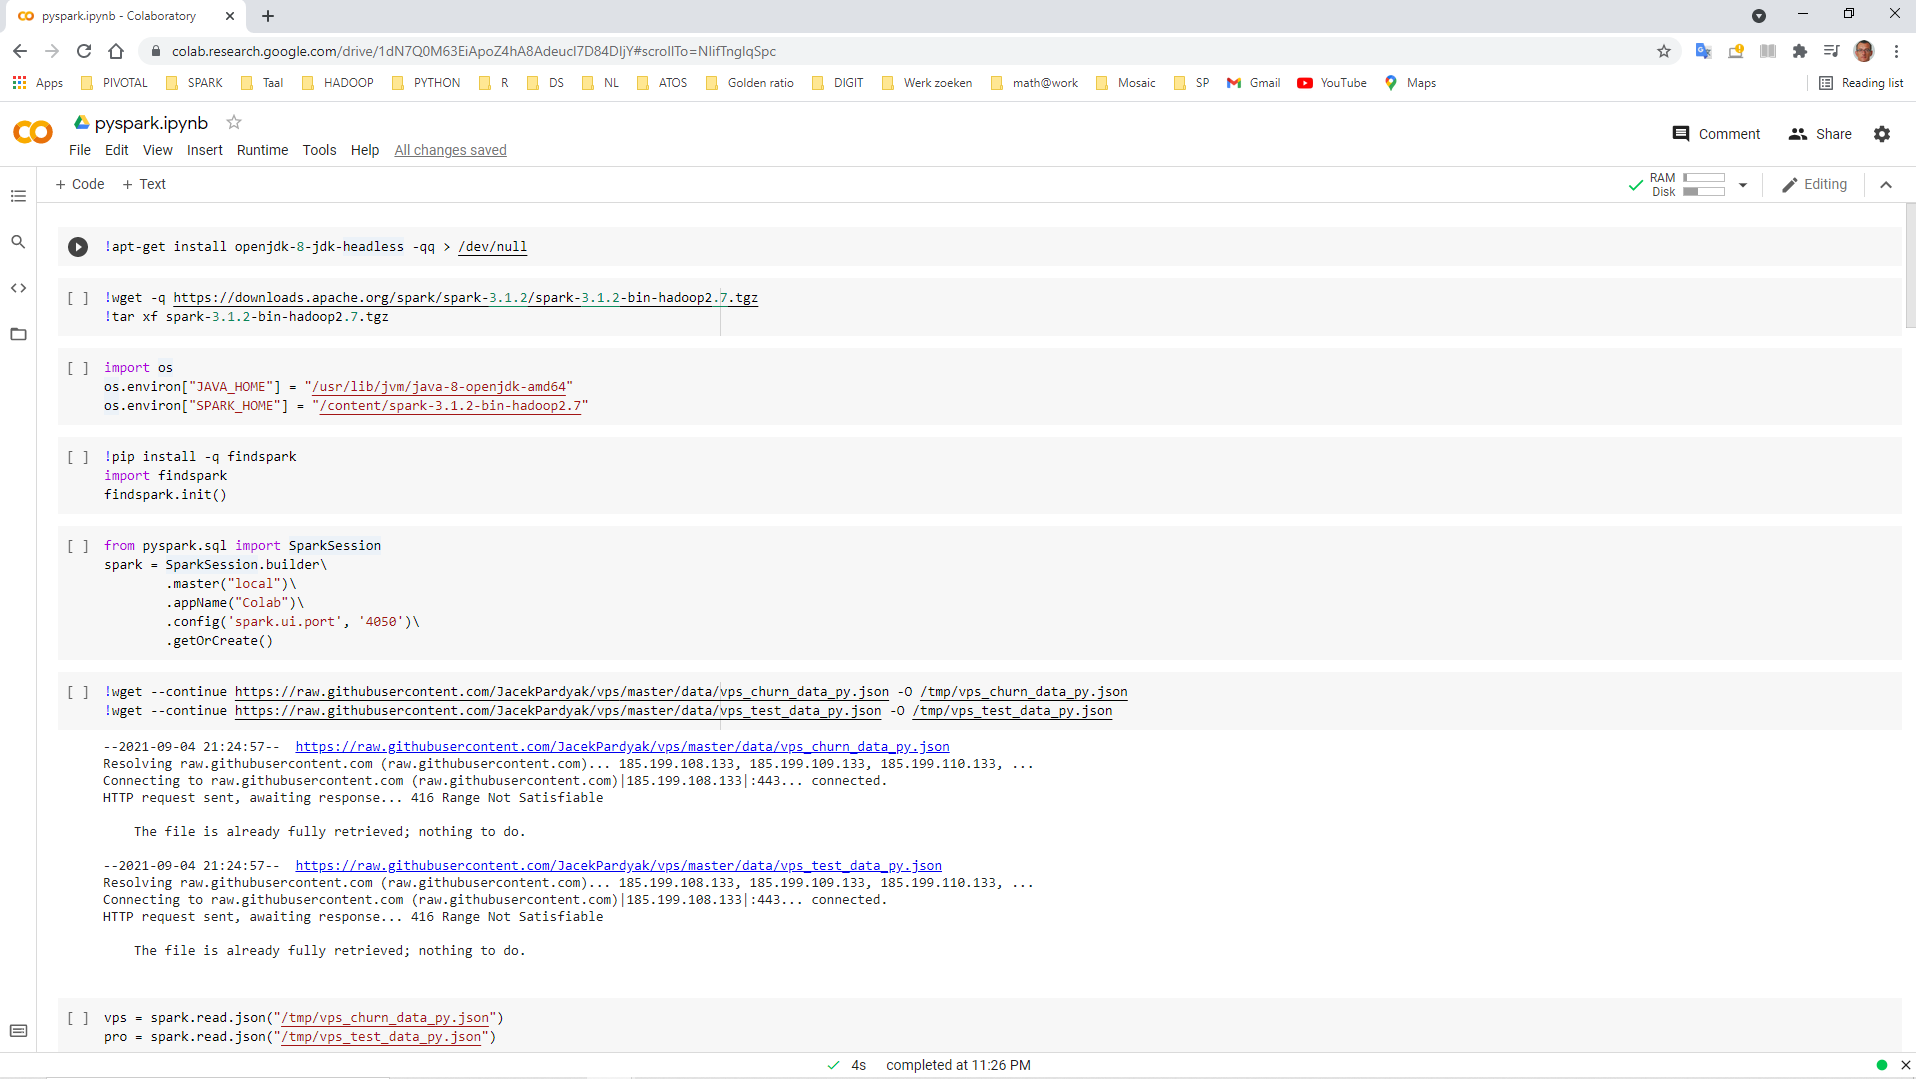 pyspark.ipynb - Colaboratory
colab.research.google.com/drive/1dN7Q0M63EiApoZ4hA8Adeucl7D84DljY#scrollTo=NlifTnglqSpc
Apps PIVOTAL SPARK Taal HADOOP PYTHON R DS NL ATOS Golden ratio DIGIT Werk zoeken math@work Mosaic SP Gmail YouTube Maps Reading list
CO pyspark.ipynb
Comment Share
File Edit View Insert Runtime Tools Help All changes saved
+ Code + Text
RAM
Disk
Editing
!apt-get install openjdk-8-jdk-headless -qq > /dev/null
[ ] !wget -q https://downloads.apache.org/spark/spark-3.1.2/spark-3.1.2-bin-hadoop2.7.tgz
!tar xf spark-3.1.2-bin-hadoop2.7.tgz
[ ] import os
os.environ["JAVA_HOME"] = "/usr/lib/jvm/java-8-openjdk-amd64"
os.environ["SPARK_HOME"] = "/content/spark-3.1.2-bin-hadoop2.7"
[ ] !pip install -q findspark
import findspark
findspark.init()
[ ] from pyspark.sql import SparkSession
spark = SparkSession.builder\
.master("local")\
.appName("Colab")\
.config('spark.ui.port', '4050')\
.getOrCreate()
[ ] !wget --continue https://raw.githubusercontent.com/JacekPardyak/vps/master/data/vps_churn_data_py.json -O /tmp/vps_churn_data_py.json
!wget --continue https://raw.githubusercontent.com/JacekPardyak/vps/master/data/vps_test_data_py.json -O /tmp/vps_test_data_py.json
--2021-09-04 21:24:57-- https://raw.githubusercontent.com/JacekPardyak/vps/master/data/vps_churn_data_py.json
Resolving raw.githubusercontent.com (raw.githubusercontent.com)... 185.199.108.133, 185.199.109.133, 185.199.110.133, ...
Connecting to raw.githubusercontent.com (raw.githubusercontent.com)|185.199.108.133|:443... connected.
HTTP request sent, awaiting response... 416 Range Not Satisfiable
The file is already fully retrieved; nothing to do.
--2021-09-04 21:24:57-- https://raw.githubusercontent.com/JacekPardyak/vps/master/data/vps_test_data_py.json
Resolving raw.githubusercontent.com (raw.githubusercontent.com)... 185.199.108.133, 185.199.109.133, 185.199.110.133, ...
Connecting to raw.githubusercontent.com (raw.githubusercontent.com)|185.199.108.133|:443... connected.
HTTP request sent, awaiting response... 416 Range Not Satisfiable
The file is already fully retrieved; nothing to do.
[ ] vps = spark.read.json("/tmp/vps_churn_data_py.json")
pro = spark.read.json("/tmp/vps_test_data_py.json")
4s completed at 11:26 PM